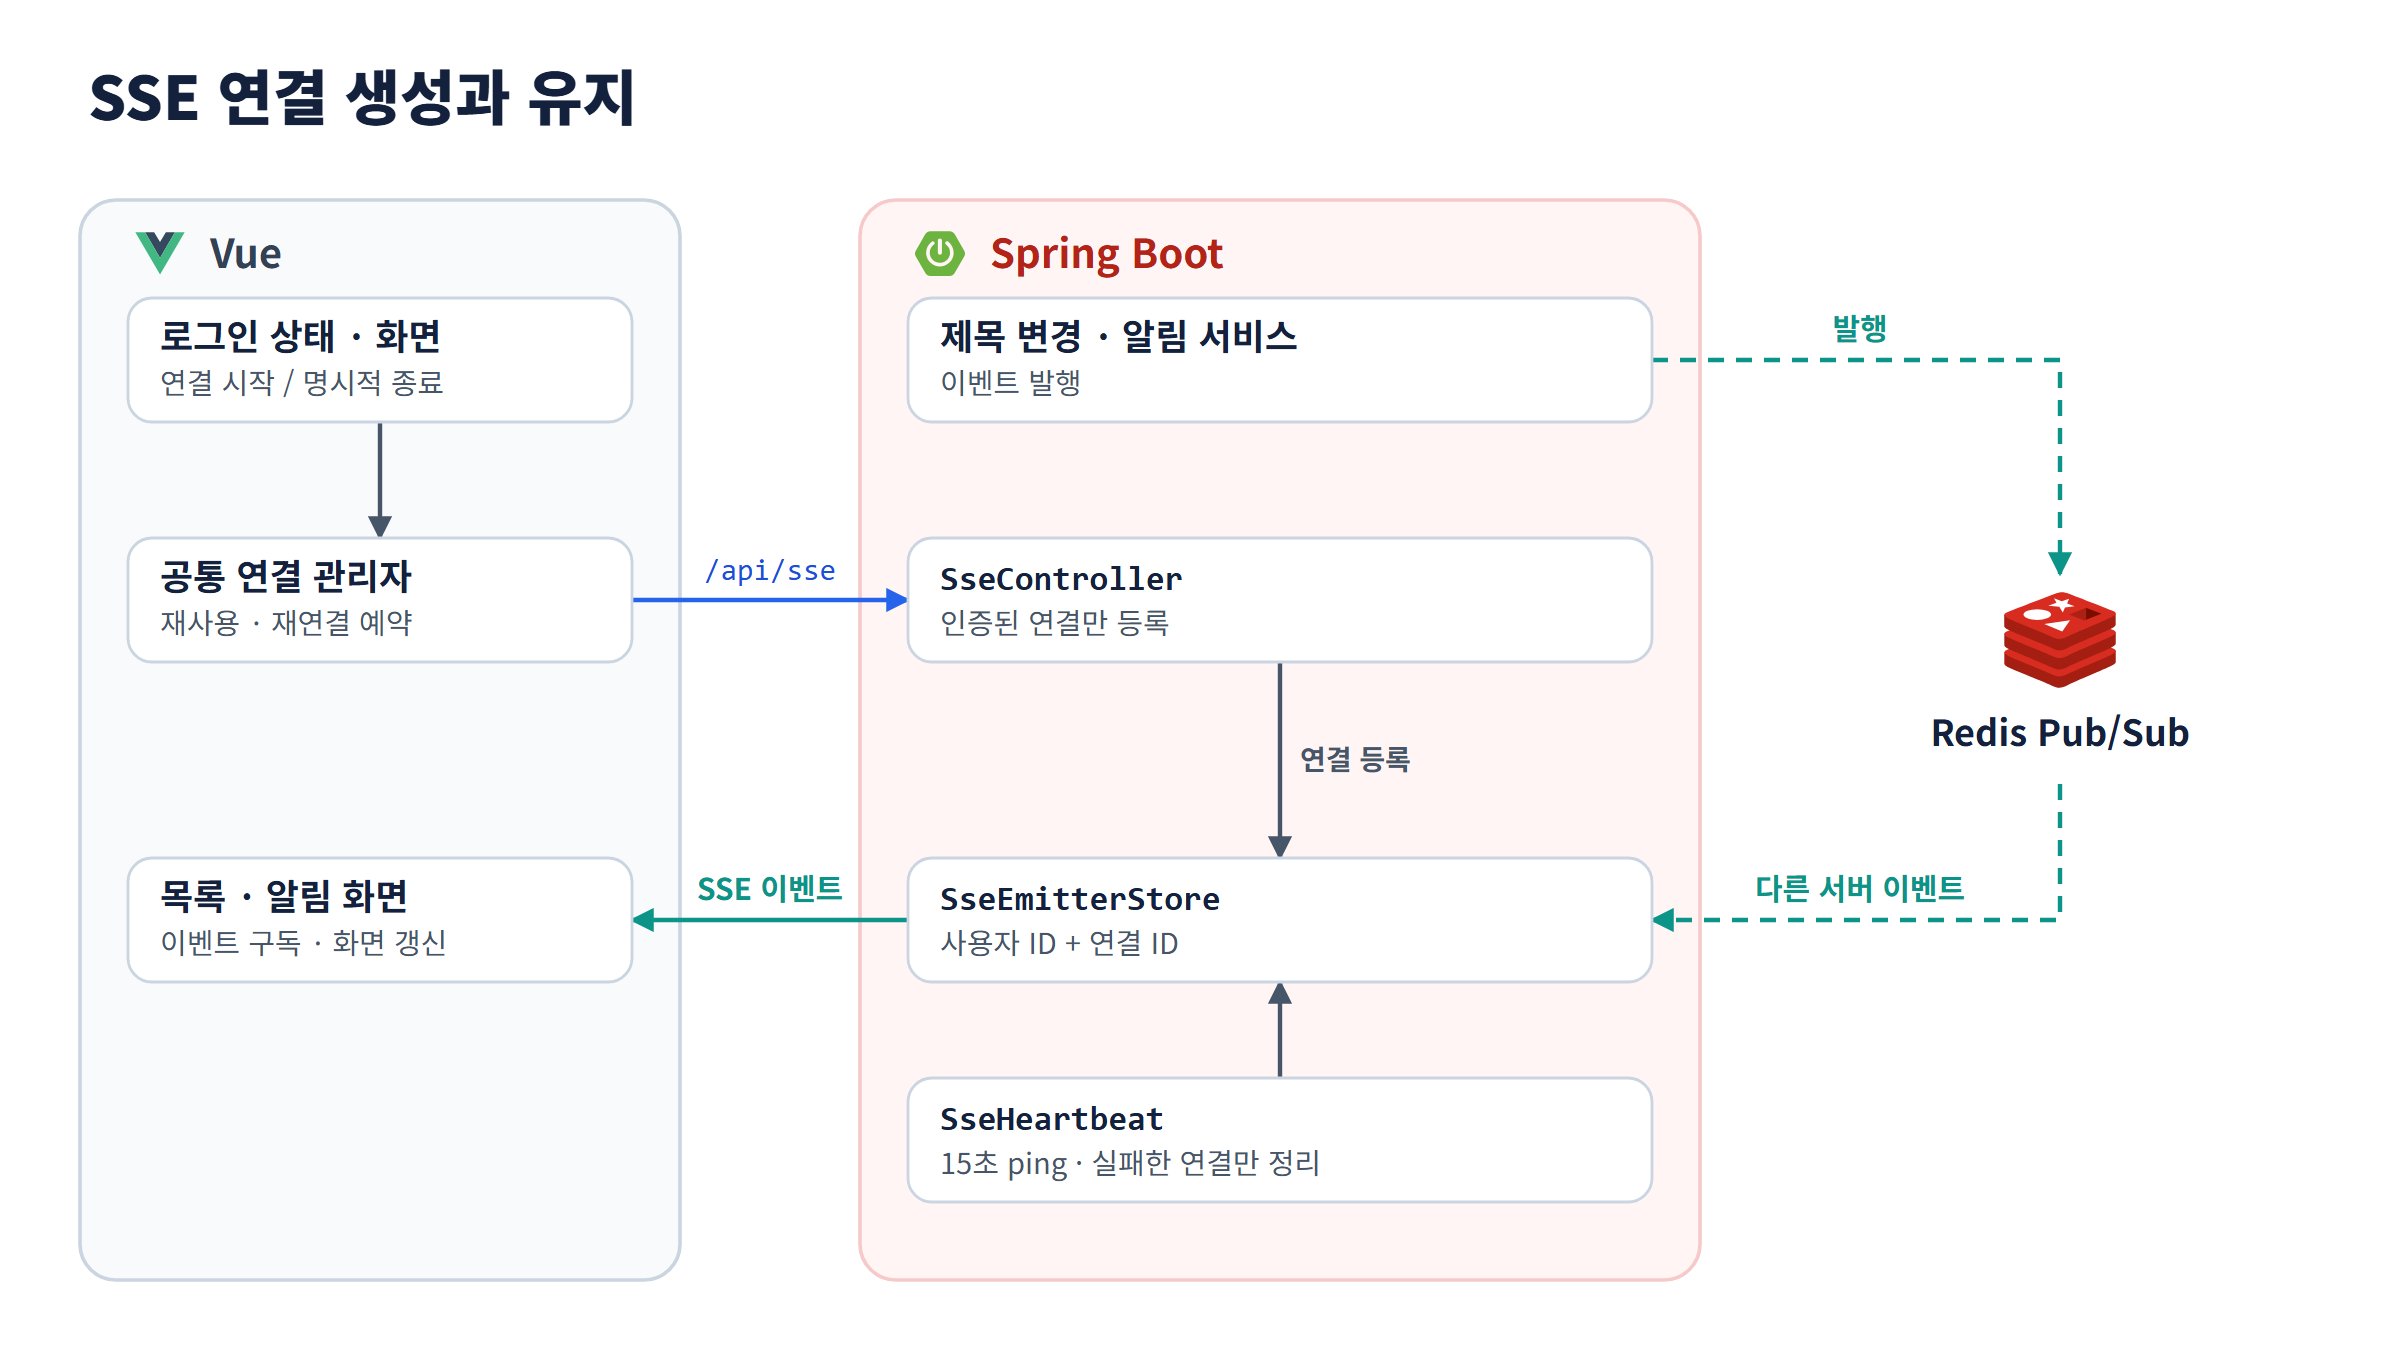 SSE 연결 생성과 유지
Vue
로그인 상태 · 화면
연결 시작 / 명시적 종료
공통 연결 관리자
재사용 · 재연결 예약
목록 · 알림 화면
이벤트 구독 · 화면 갱신
/api/sse
SSE 이벤트
Spring Boot
제목 변경 · 알림 서비스
이벤트 발행
SseController
인증된 연결만 등록
연결 등록
SseEmitterStore
사용자 ID + 연결 ID
SseHeartbeat
15초 ping · 실패한 연결만 정리
발행
Redis Pub/Sub
다른 서버 이벤트